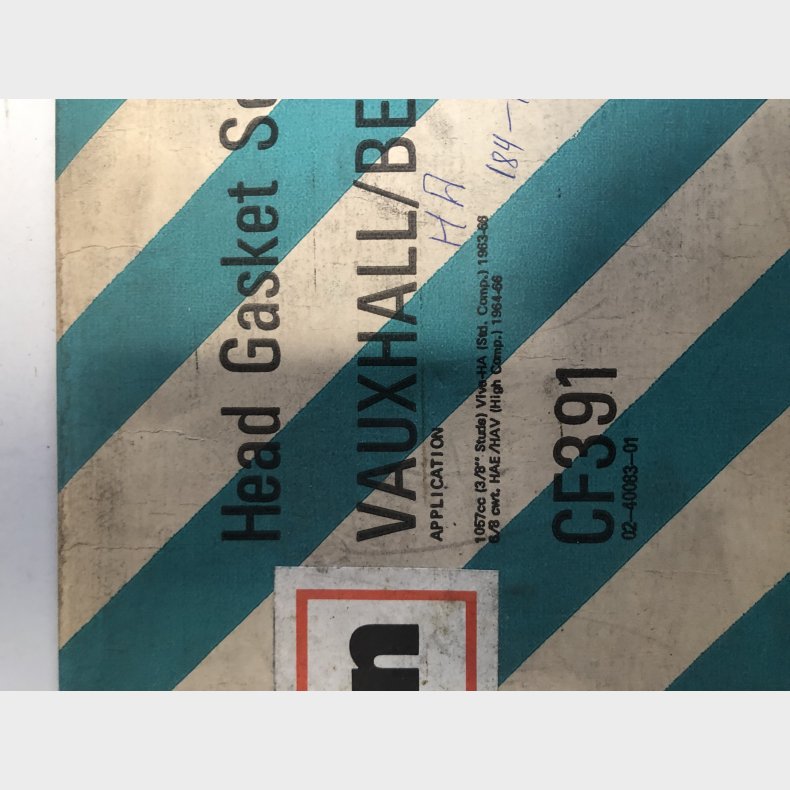 Head Gasket Se
VAUXHALL/BE
HA
184-
APPLICATION
1057cc (3/8" Studs) Viva-HA (Std. Comp.) 1963-66
6/8 cwt. HAE/HAV (High Comp.) 1964-66
CF391
02-40083-01
n